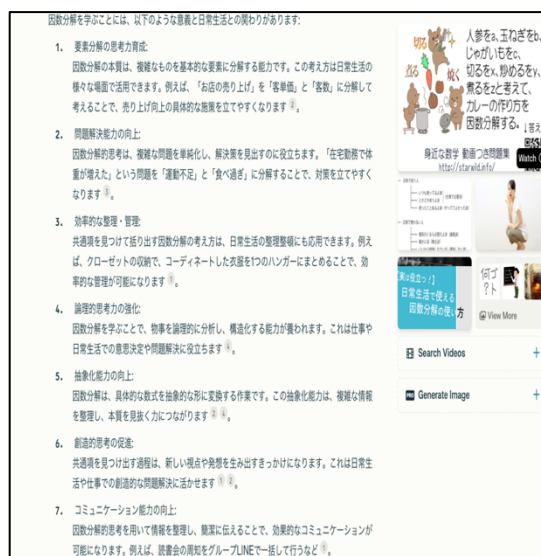 因数分解を学ぶことには、以下のような意義と日常生活との関わりがあります:
1. 要素分解の思考力育成:
因数分解の本質は、複雑なものを基本的な要素に分解する能力です。この考え方は日常生活の
様々な場面で活用できます。例えば、「お店の売り上げ」を「客単価」と「客数」に分解して
考えることで、売り上げ向上の具体的な施策を立てやすくなります 2 。
2. 問題解決能力の向上:
因数分解的思考は、複雑な問題を単純化し、解決策を見出すのに役立ちます。「在宅勤務で体
重が増えた」という問題を「運動不足」と「食べ過ぎ」に分解することで、対策を立てやすく
なります 3 。
3. 効率的な整理・管理:
共通項を見つけて括り出す因数分解の考え方は、日常生活の整理整頓にも応用できます。例え
ば、クローゼットの収納で、コーディネートした衣服を1つのハンガーにまとめることで、効
率的な管理が可能になります 1 。
4. 論理的思考力の強化:
因数分解を学ぶことで、物事を論理的に分析し、構造化する能力が養われます。これは仕事や
日常生活での意思決定や問題解決に役立ちます 4 。
5. 抽象化能力の向上:
因数分解は、具体的な数式を抽象的な形に変換する作業です。この抽象化能力は、複雑な情報
を整理し、本質を見抜く力につながります 2 4 。
6. 創造的思考の促進:
共通項を見つけ出す過程は、新しい視点や発想を生み出すきっかけになります。これは日常生
活や仕事での創造的な問題解決に活かせます 1 2 。
7. コミュニケーション能力の向上:
因数分解的思考を用いて情報を整理し、簡潔に伝えることで、効果的なコミュニケーションが
可能になります。例えば、読書会の周知をグループLINEで一括して行うなど 1 。
切る
煮る
焼く
人参をa、玉ねぎをb、
じゃがいもをc、
切るをx、炒めるをy、
煮るをzと考えて、
カレーの作り方を
因数分解する。
↓答え
身近な数学 動画つき問題集
http://starwld.info/
Watch
【実は役立つ！】
日常生活で使える
因数分解の使い方
何ゴ
?ト
View More
Search Videos
+
PRO Generate Image
+